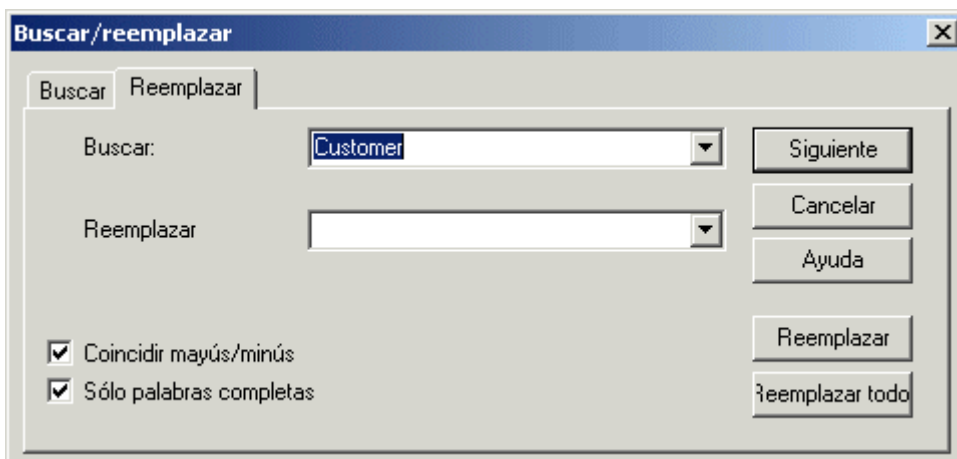 Buscar/reemplazar
Buscar
Reemplazar
Buscar:
Customer
Siguiente
Cancelar
Reemplazar
Ayuda
Coincidir mayús/minús
Reemplazar
Sólo palabras completas
Reemplazar todo